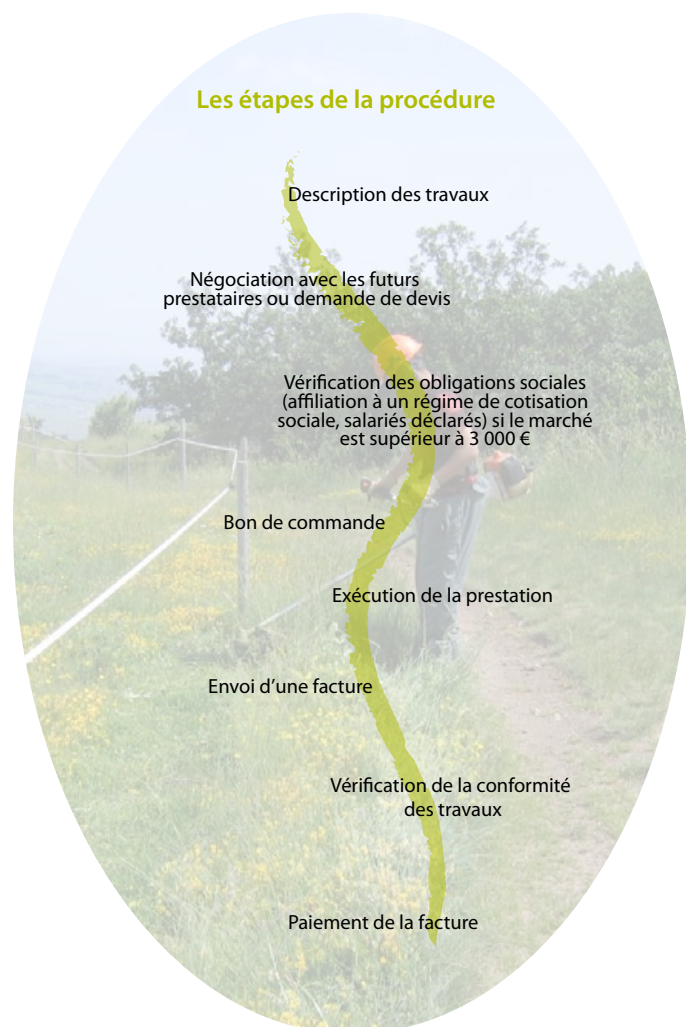 Les étapes de la procédure
Description des travaux
Négociation avec les futurs
prestataires ou demande de devis
Vérification des obligations sociales
(affiliation à un régime de cotisation
sociale, salariés déclarés) si le marché
est supérieur à 3 000 €
Bon de commande
Exécution de la prestation
Envoi d’une facture
Vérification de la conformité
des travaux
Paiement de la facture